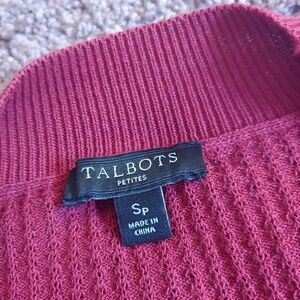 TALBOTS
PETITES
SP
MADE IN
CHINA